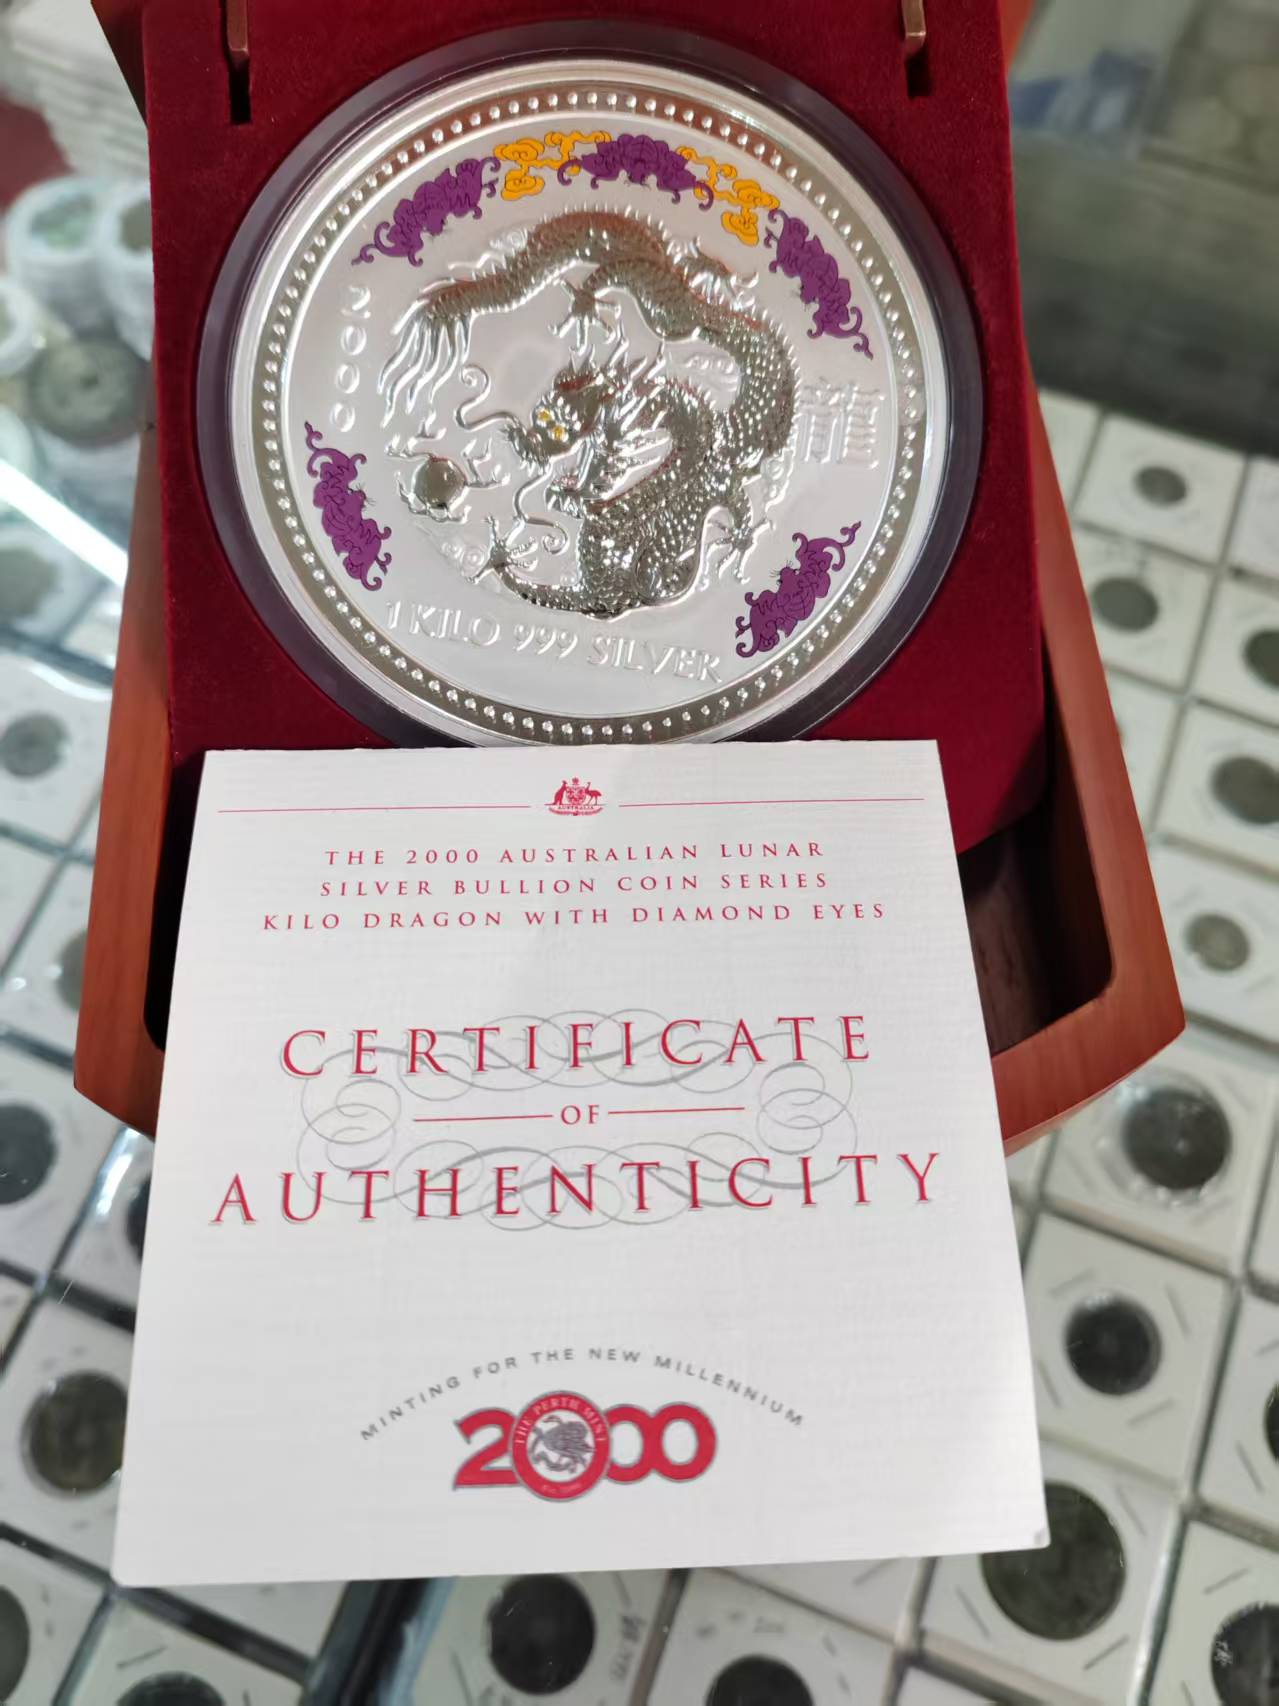 2000
龍
1 KILO 999 SILVER
AUSTRALIA
THE 2000 AUSTRALIAN LUNAR
SILVER BULLION COIN SERIES
KILO DRAGON WITH DIAMOND EYES
CERTIFICATE
OF
AUTHENTICITY
MINTING FOR THE NEW MILLENNIUM
2000
THE PERTH MINT